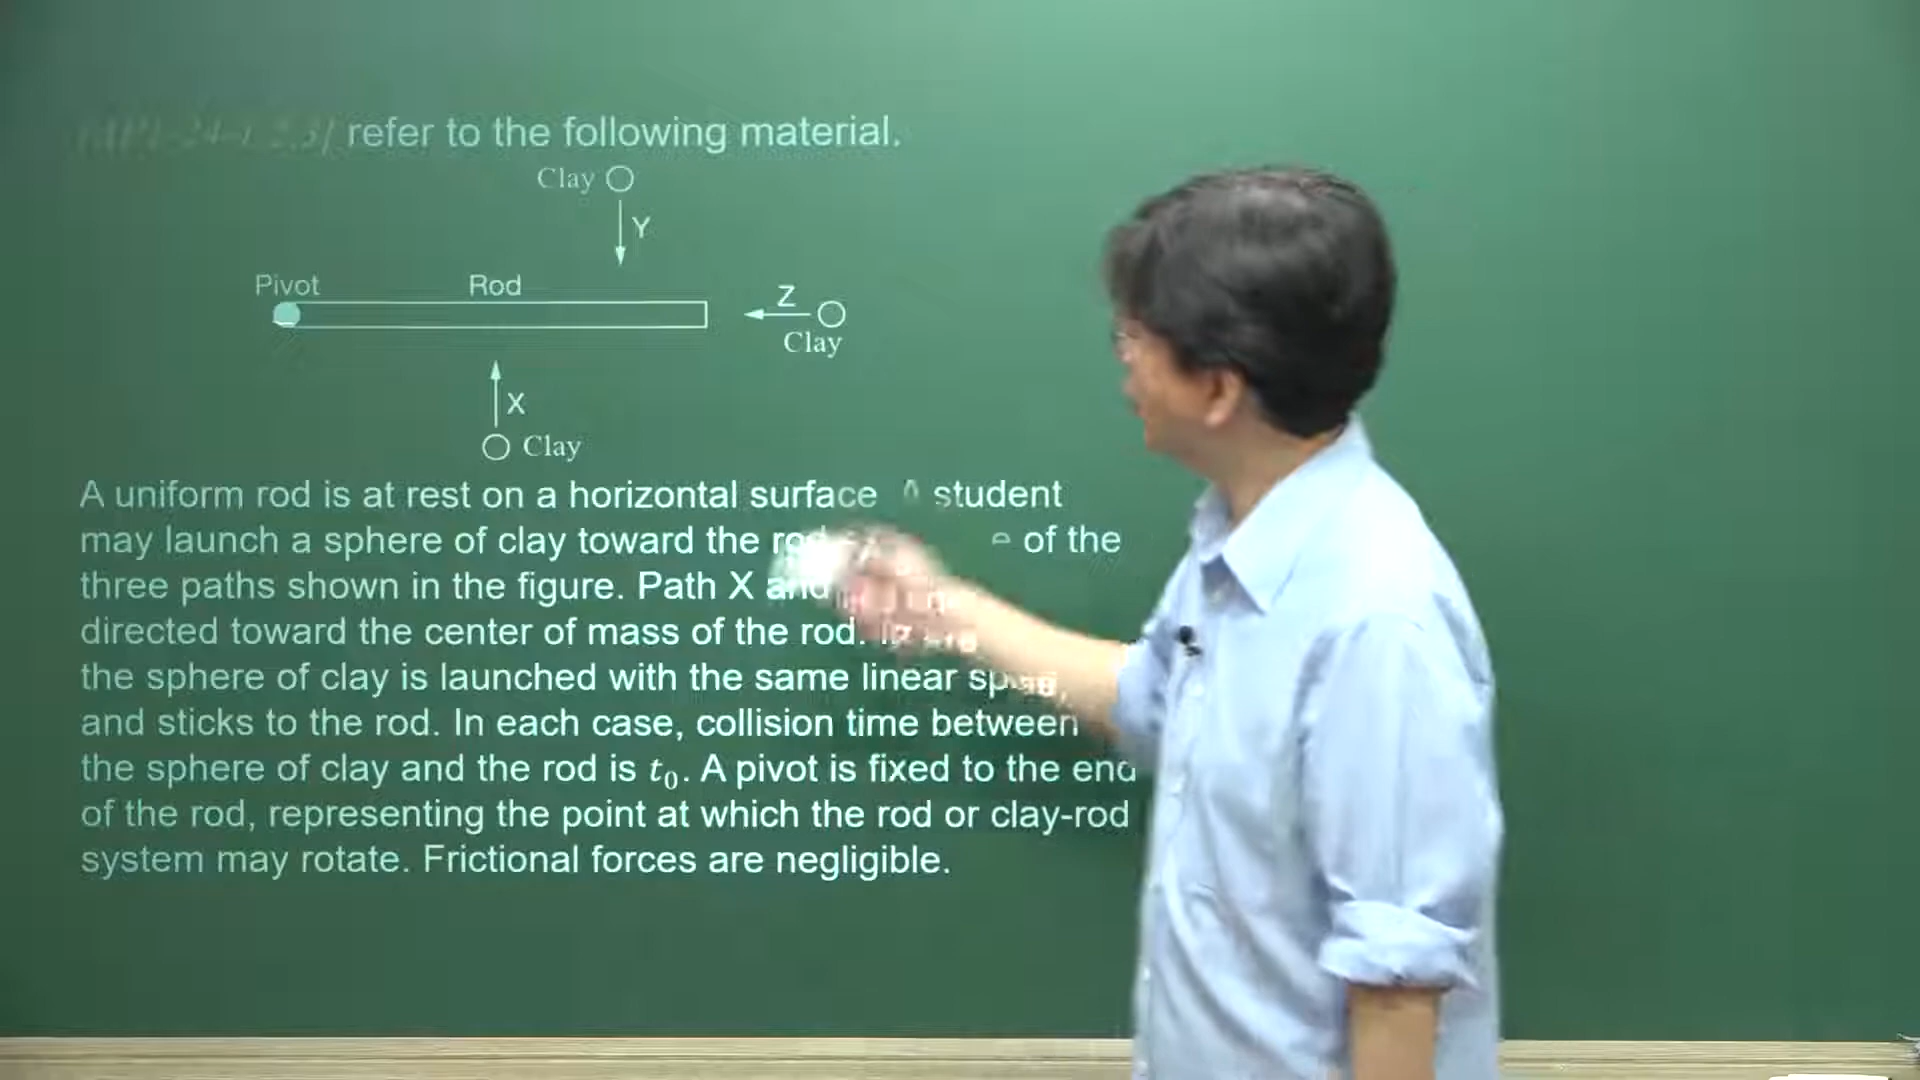 refer to the following material.
Clay
Y
Pivot
Rod
Z
Clay
X
Clay
A uniform rod is at rest on a horizontal surface student
may launch a sphere of clay toward the of the
three paths shown in the figure. Path X and
directed toward the center of mass of the rod.
the sphere of clay is launched with the same linear
and sticks to the rod. In each case, collision time between
the sphere of clay and the rod is t₀. A pivot is fixed to the end
of the rod, representing the point at which the rod or clay-rod
system may rotate. Frictional forces are negligible.